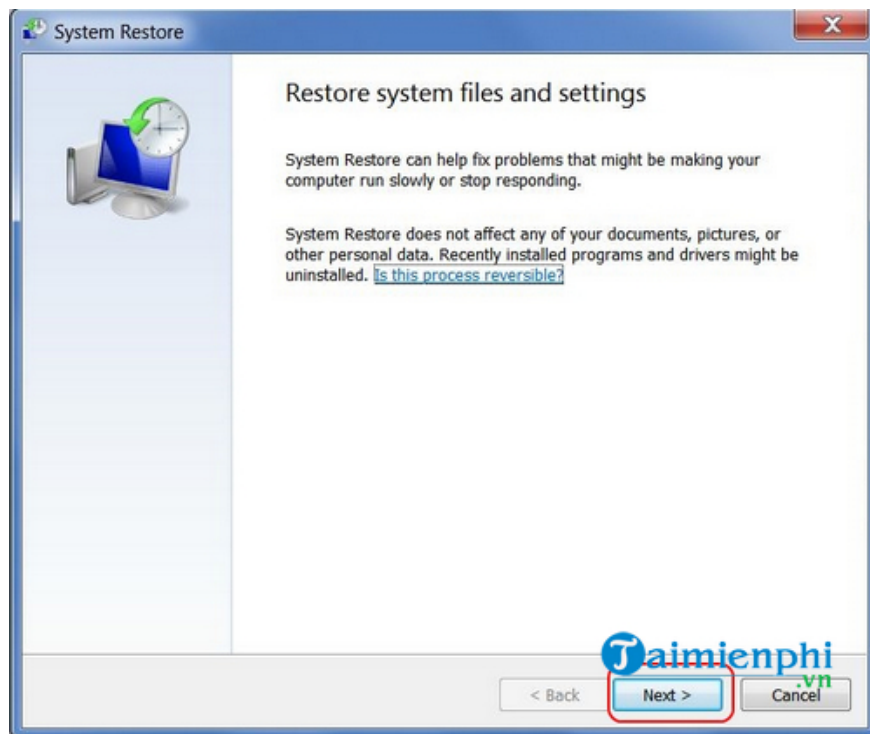 System Restore
Restore system files and settings
System Restore can help fix problems that might be making your
computer run slowly or stop responding.
System Restore does not affect any of your documents, pictures, or
other personal data. Recently installed programs and drivers might be
uninstalled. Is this process reversible?
Taimienphi
.vn
< Back Next > Cancel